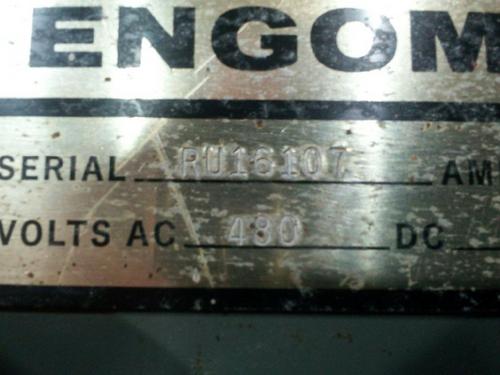 ENGOM
SERIAL RU16107 AM
VOLTS AC 480 DC